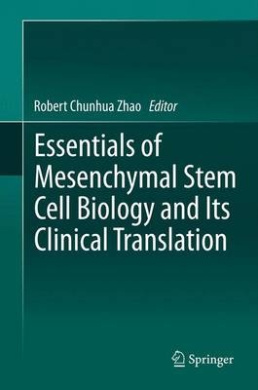 Robert Chunhua Zhao Editor
Essentials of
Mesenchymal Stem
Cell Biology and Its
Clinical Translation
Springer